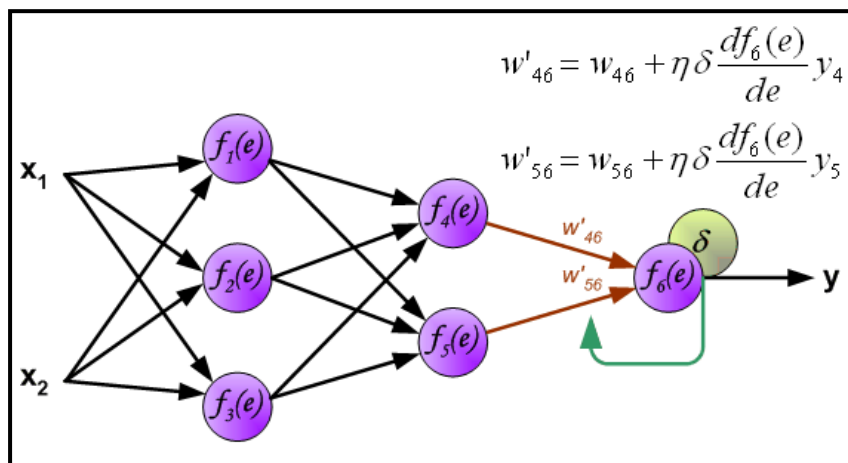 w'₄₆ = w₄₆ + η δ df₆(e)/de y₄
w'₅₆ = w₅₆ + η δ df₆(e)/de y₅
x₁
f₁(e)
f₄(e)
w'₄₆
δ
f₂(e)
w'₅₆
f₆(e)
y
f₅(e)
x₂
f₃(e)